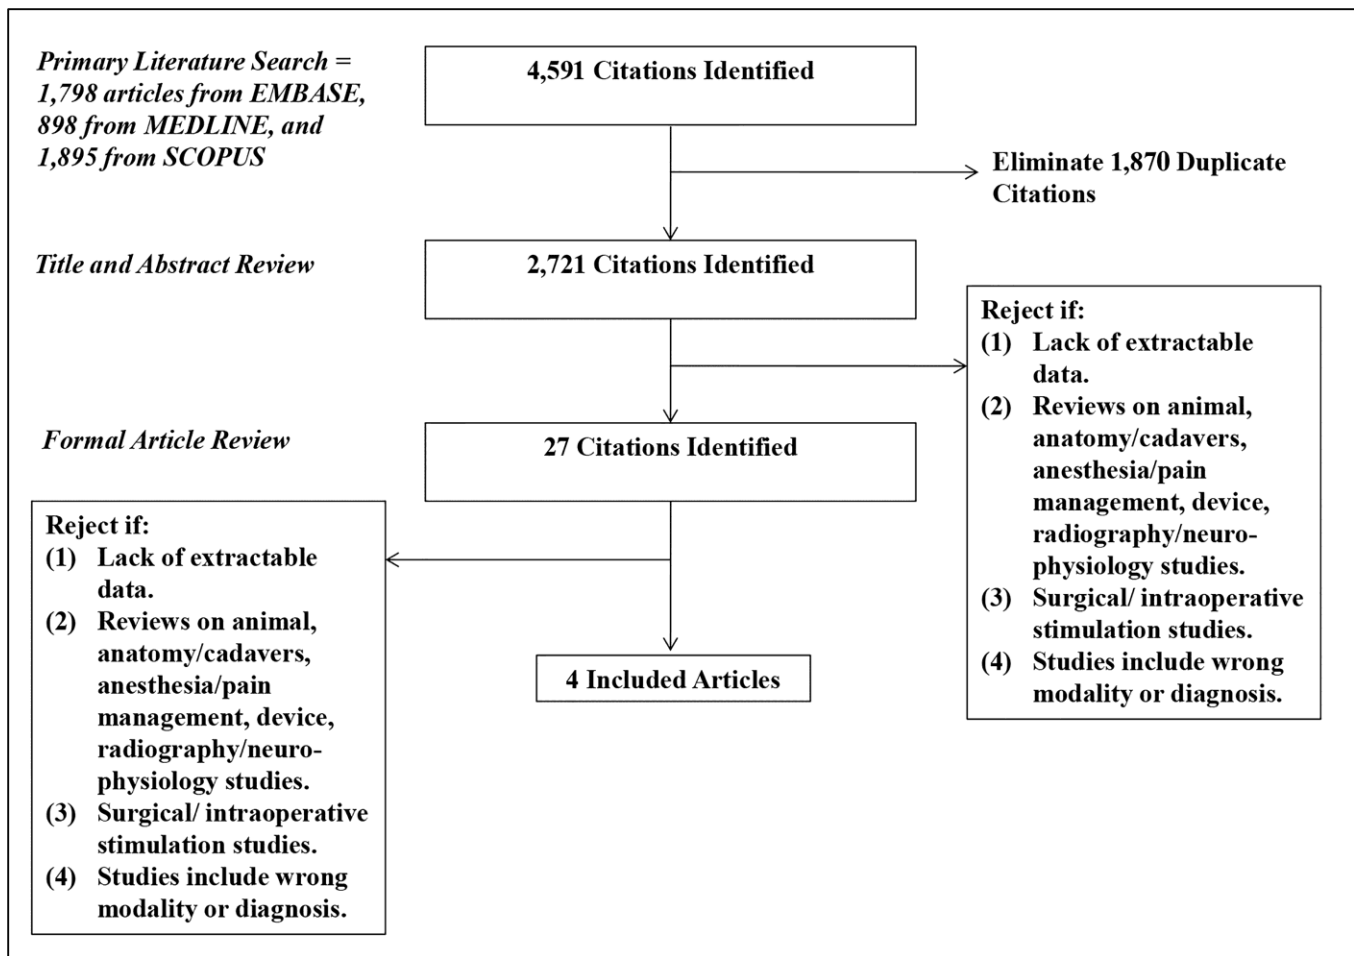 Primary Literature Search =
1,798 articles from EMBASE,
898 from MEDLINE, and
1,895 from SCOPUS
4,591 Citations Identified
Eliminate 1,870 Duplicate
Citations
Title and Abstract Review
2,721 Citations Identified
Reject if:
(1) Lack of extractable
data.
(2) Reviews on animal,
anatomy/cadavers,
anesthesia/pain
management, device,
radiography/neuro-
physiology studies.
(3) Surgical/ intraoperative
stimulation studies.
(4) Studies include wrong
modality or diagnosis.
Formal Article Review
27 Citations Identified
Reject if:
(1) Lack of extractable
data.
(2) Reviews on animal,
anatomy/cadavers,
anesthesia/pain
management, device,
radiography/neuro-
physiology studies.
(3) Surgical/ intraoperative
stimulation studies.
(4) Studies include wrong
modality or diagnosis.
4 Included Articles